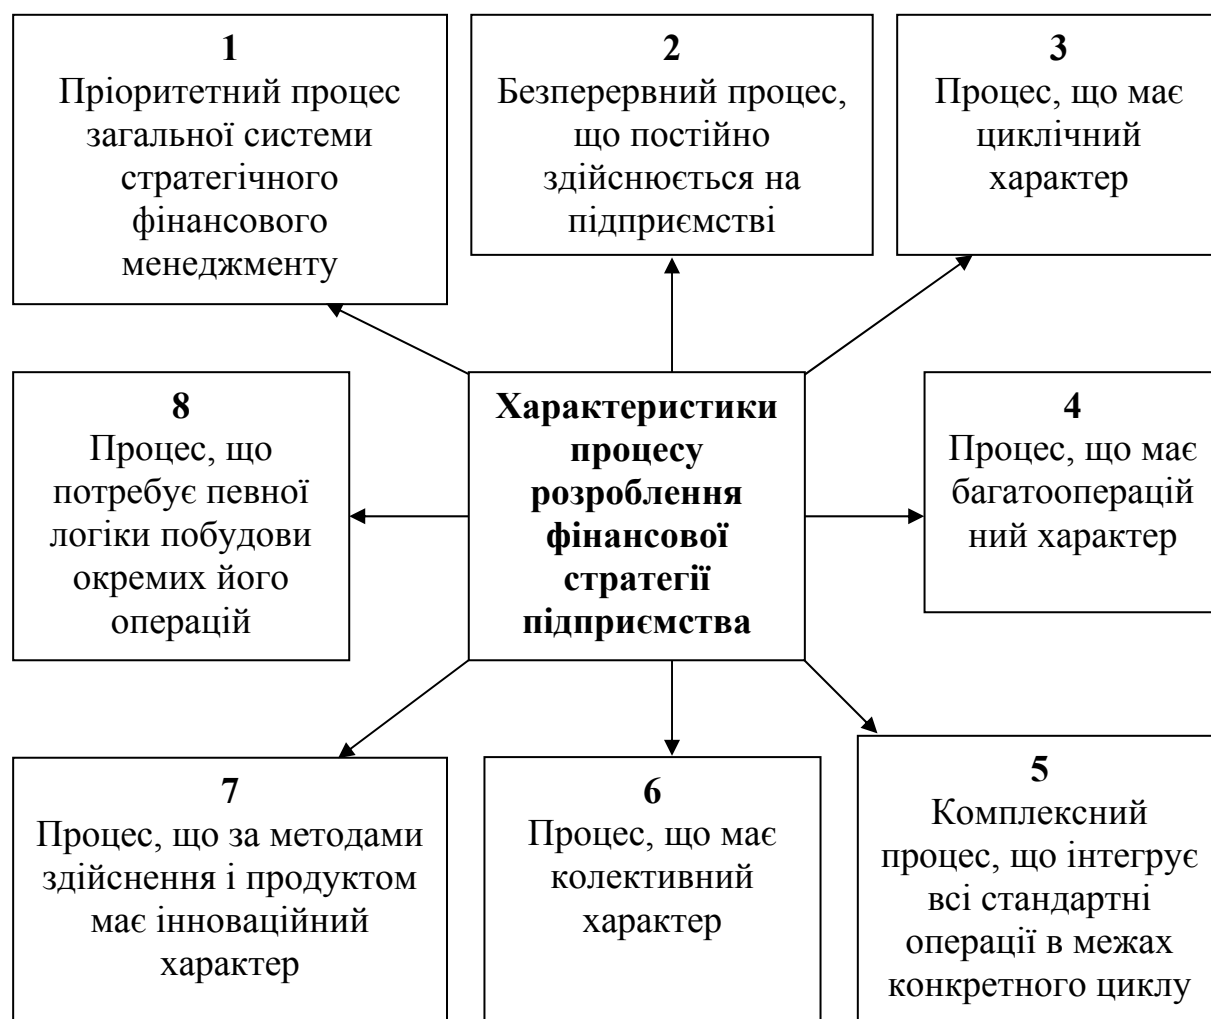 1
Пріоритетний процес
загальної системи
стратегічного
фінансового
менеджменту
2
Безперервний процес,
що постійно
здійснюється на
підприємстві
3
Процес, що має
циклічний
характер
8
Процес, що
потребує певної
логіки побудови
окремих його
операцій
Характеристики
процесу
розроблення
фінансової
стратегії
підприємства
4
Процес, що має
багатооперацій
ний характер
7
Процес, що за методами
здійснення і продуктом
має інноваційний
характер
6
Процес, що має
колективний
характер
5
Комплексний
процес, що інтегрує
всі стандартні
операції в межах
конкретного циклу